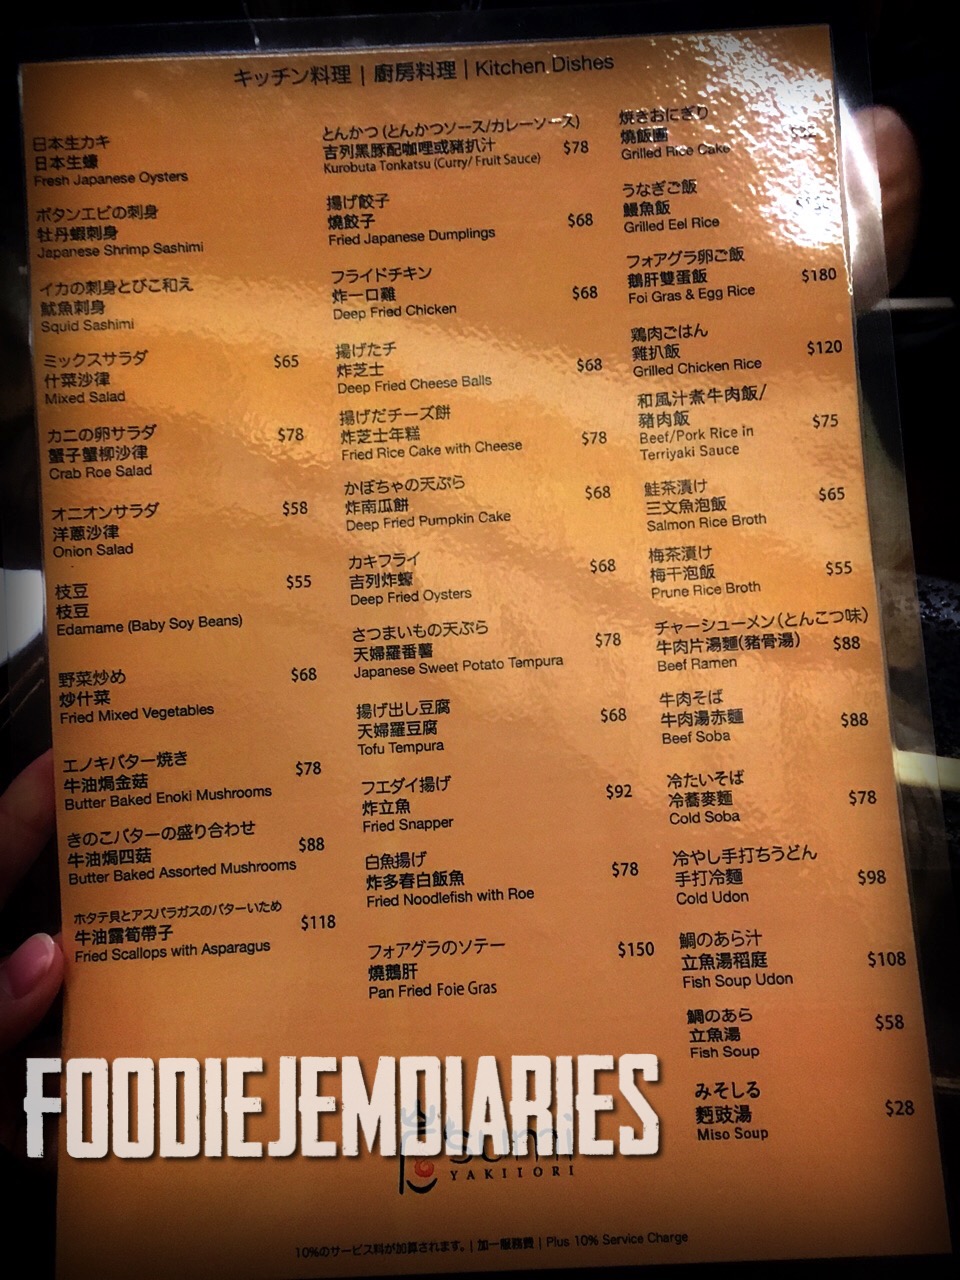 キッチン料理 | 廚房料理 | Kitchen Dishes
日本生カキ
日本生蠔
Fresh Japanese Oysters
ボタンエビの刺身
牡丹蝦刺身
Japanese Shrimp Sashimi
イカの刺身とびこ和え
魷魚刺身
Squid Sashimi
ミックスサラダ $65
什菜沙律
Mixed Salad
カニの卵サラダ $78
蟹子蟹柳沙律
Crab Roe Salad
オニオンサラダ $58
洋蔥沙律
Onion Salad
枝豆 $55
枝豆
Edamame (Baby Soy Beans)
野菜炒め $68
炒什菜
Fried Mixed Vegetables
エノキバター焼き $78
牛油焗金菇
Butter Baked Enoki Mushrooms
きのこバターの盛り合わせ $88
牛油焗四菇
Butter Baked Assorted Mushrooms
ホタテ貝とアスパラガスのバターいため $118
牛油露筍帶子
Fried Scallops with Asparagus
とんかつ (とんかつソース/カレーソース)
吉列黑豚配咖哩或豬扒汁 $78
Kurobuta Tonkatsu (Curry/ Fruit Sauce)
揚げ餃子
燒餃子 $68
Fried Japanese Dumplings
フライドチキン
炸一口雞 $68
Deep Fried Chicken
揚げたチ
炸芝士 $68
Deep Fried Cheese Balls
揚げだチーズ餅
炸芝士年糕 $78
Fried Rice Cake with Cheese
かぼちゃの天ぷら
炸南瓜餅 $68
Deep Fried Pumpkin Cake
カキフライ
吉列炸蠔 $68
Deep Fried Oysters
さつまいもの天ぷら
天婦羅番薯 $78
Japanese Sweet Potato Tempura
揚げ出し豆腐 $68
天婦羅豆腐
Tofu Tempura
フエダイ揚げ $92
炸立魚
Fried Snapper
白魚揚げ $78
炸多春白飯魚
Fried Noodlefish with Roe
フォアグラのソテー $150
燒鵝肝
Pan Fried Foie Gras
焼きおにぎり
燒飯團
Grilled Rice Cake
うなぎご飯
鰻魚飯
Grilled Eel Rice
フォアグラ卵ご飯
鵝肝雙蛋飯 $180
Foi Gras & Egg Rice
鶏肉ごはん
雞扒飯 $120
Grilled Chicken Rice
和風汁煮牛肉飯/
豬肉飯 $75
Beef/Pork Rice in
Terriyaki Sauce
鮭茶漬け
三文魚泡飯 $65
Salmon Rice Broth
梅茶漬け
梅干泡飯 $55
Prune Rice Broth
チャーシューメン(とんこつ味)
牛肉片湯麵(豬骨湯) $88
Beef Ramen
牛肉そば
牛肉湯赤麵 $88
Beef Soba
冷たいそば
冷蕎麥麵 $78
Cold Soba
冷やし手打ちうどん
手打冷麵 $98
Cold Udon
鯛のあら汁
立魚湯稻庭 $108
Fish Soup Udon
鯛のあら
立魚湯 $58
Fish Soup
みそしる
麪豉湯 $28
Miso Soup
FOODIEJEMDIARIES
sumi
YAKITORI
10%のサービス料が加算されます。| 加一服務費 | Plus 10% Service Charge